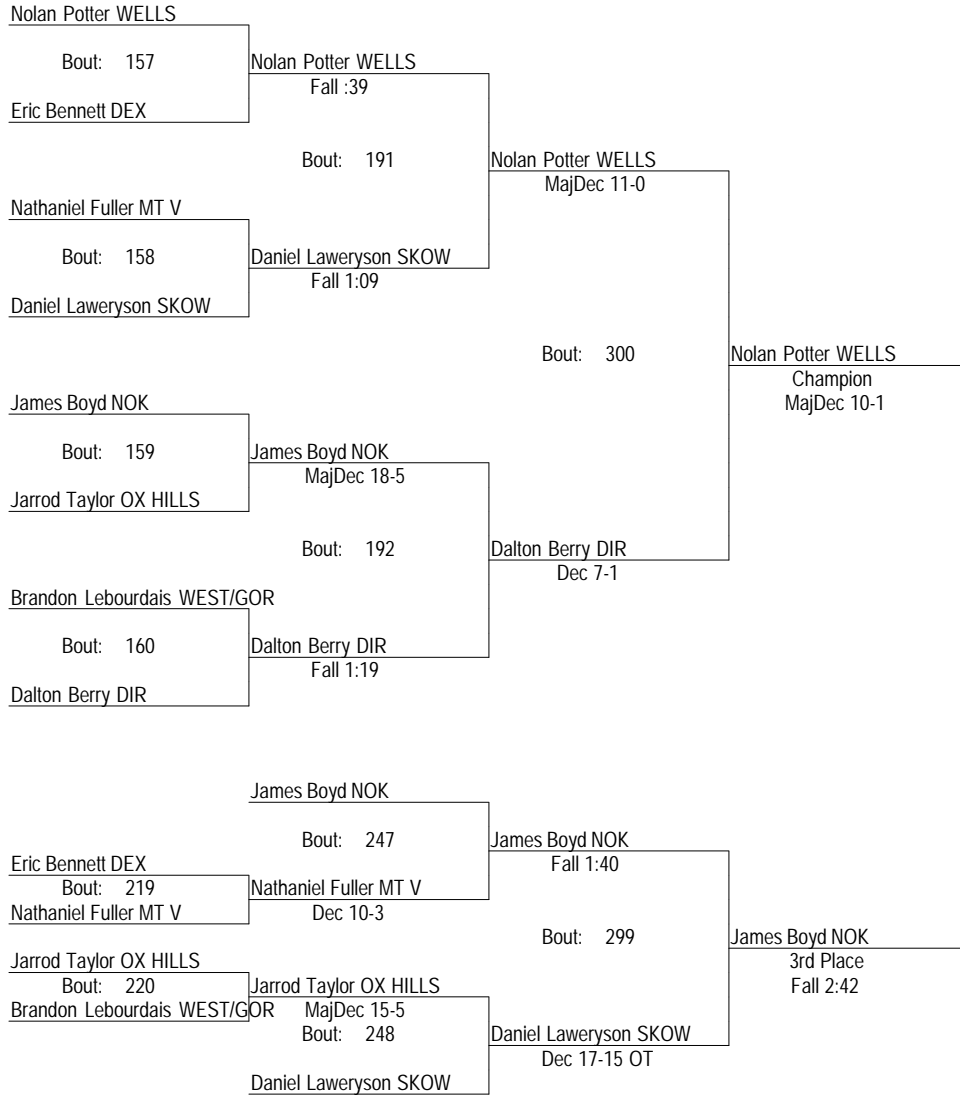 Nolan Potter WELLS
Bout: 157
Nolan Potter WELLS
Fall :39
Eric Bennett DEX
Bout: 191
Nolan Potter WELLS
MajDec 11-0
Nathaniel Fuller MT V
Bout: 158
Daniel Laweryson SKOW
Fall 1:09
Daniel Laweryson SKOW
Bout: 300
Nolan Potter WELLS
Champion
MajDec 10-1
James Boyd NOK
Bout: 159
James Boyd NOK
MajDec 18-5
Jarrod Taylor OX HILLS
Bout: 192
Dalton Berry DIR
Dec 7-1
Brandon Lebourdais WEST/GOR
Bout: 160
Dalton Berry DIR
Fall 1:19
Dalton Berry DIR
James Boyd NOK
Bout: 247
James Boyd NOK
Fall 1:40
Eric Bennett DEX
Bout: 219
Nathaniel Fuller MT V
Nathaniel Fuller MT V
Dec 10-3
Bout: 299
James Boyd NOK
3rd Place
Fall 2:42
Jarrod Taylor OX HILLS
Bout: 220
Jarrod Taylor OX HILLS
Brandon Lebourdais WEST/GOR
MajDec 15-5
Bout: 248
Daniel Laweryson SKOW
Dec 17-15 OT
Daniel Laweryson SKOW